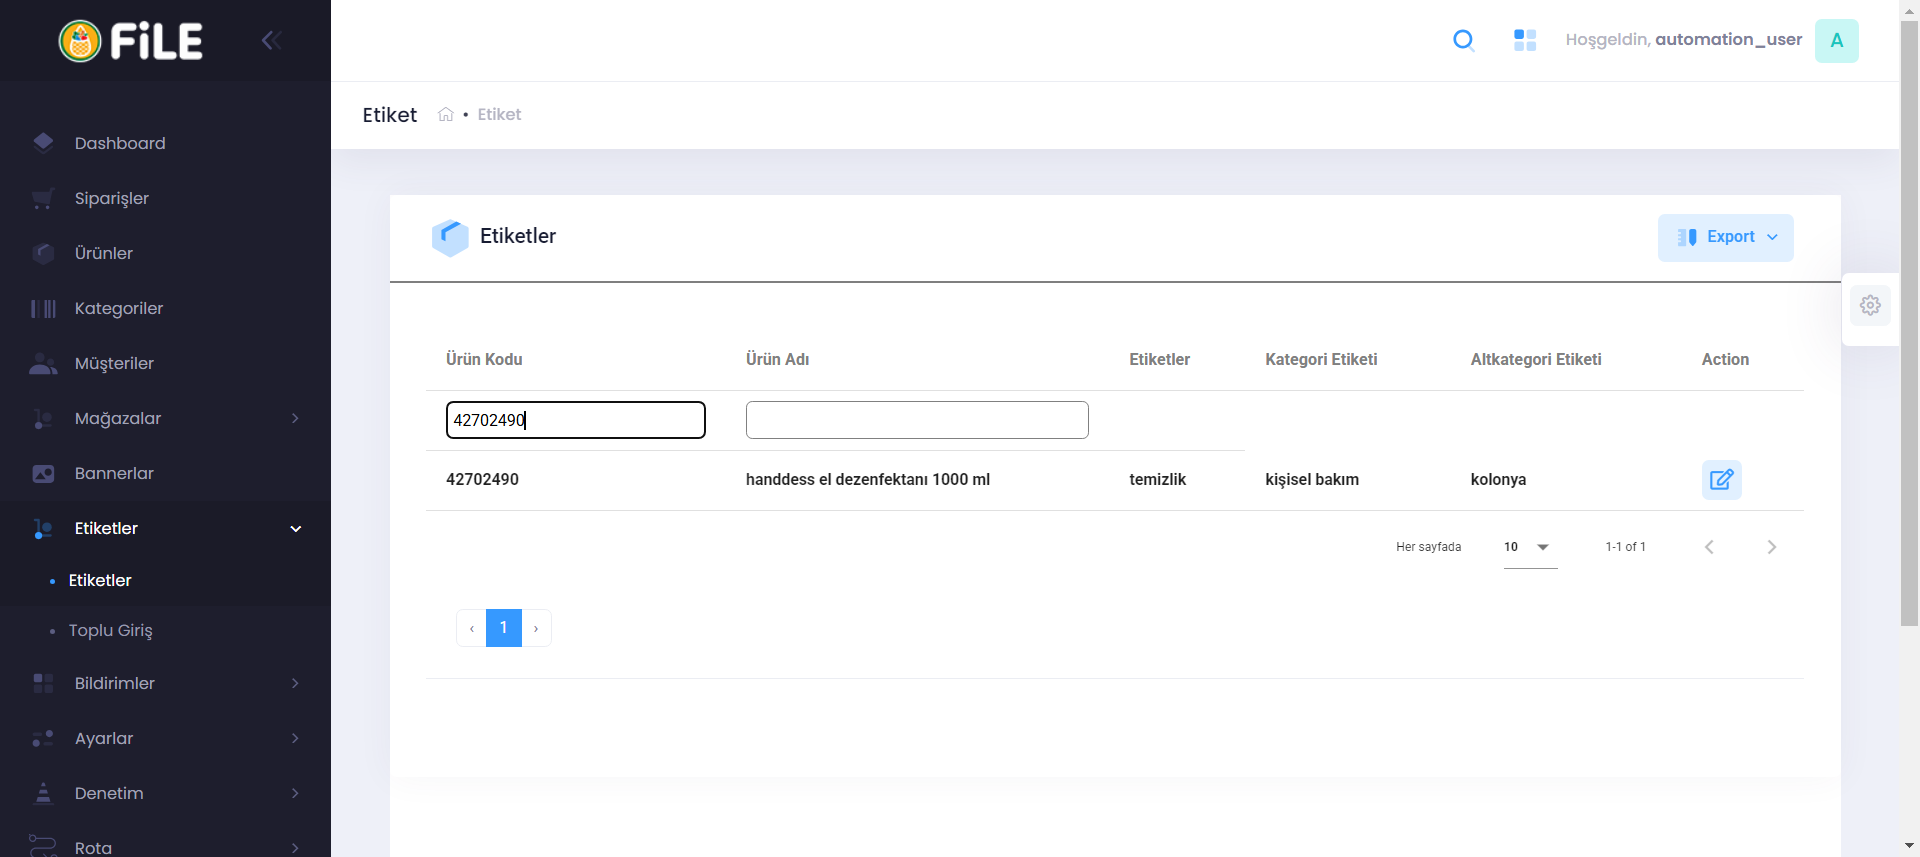 FiLE
Hoşgeldin, automation_user
A
Etiket
• Etiket
Dashboard
Siparişler
Ürünler
Kategoriler
Müşteriler
Mağazalar
Bannerlar
Etiketler
• Etiketler
• Toplu Giriş
Bildirimler
Ayarlar
Denetim
Rota
Etiketler
Export
Ürün Kodu Ürün Adı Etiketler Kategori Etiketi Altkategori Etiketi Action
42702490
42702490 handdess el dezenfektanı 1000 ml temizlik kişisel bakım kolonya
Her sayfada 10 1-1 of 1
‹ 1 ›